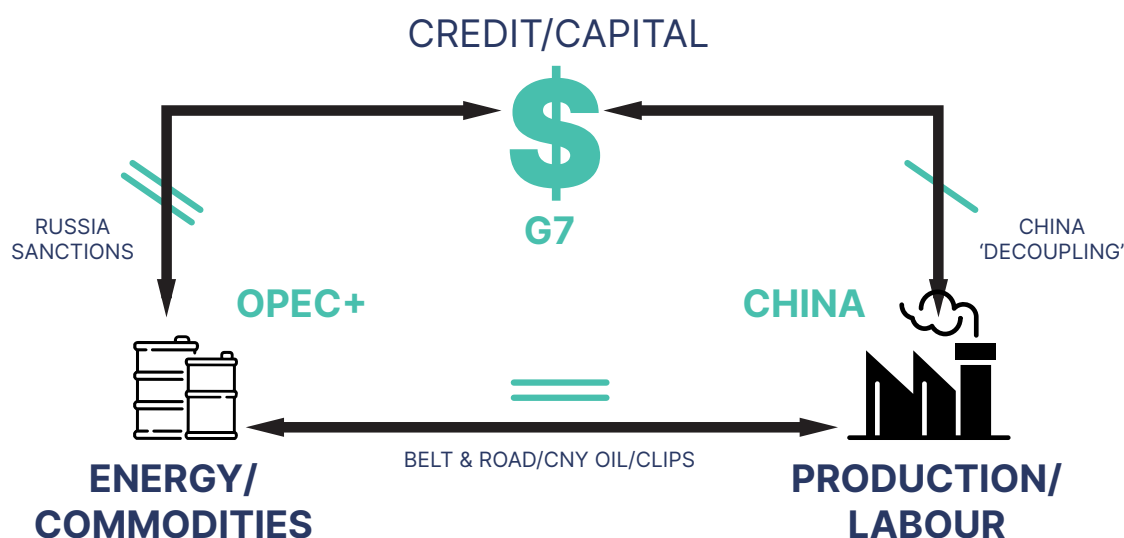 CREDIT/CAPITAL
$
G7
RUSSIA
SANCTIONS
CHINA
‘DECOUPLING’
OPEC+
CHINA
BELT & ROAD/CNY OIL/CLIPS
ENERGY/
COMMODITIES
PRODUCTION/
LABOUR